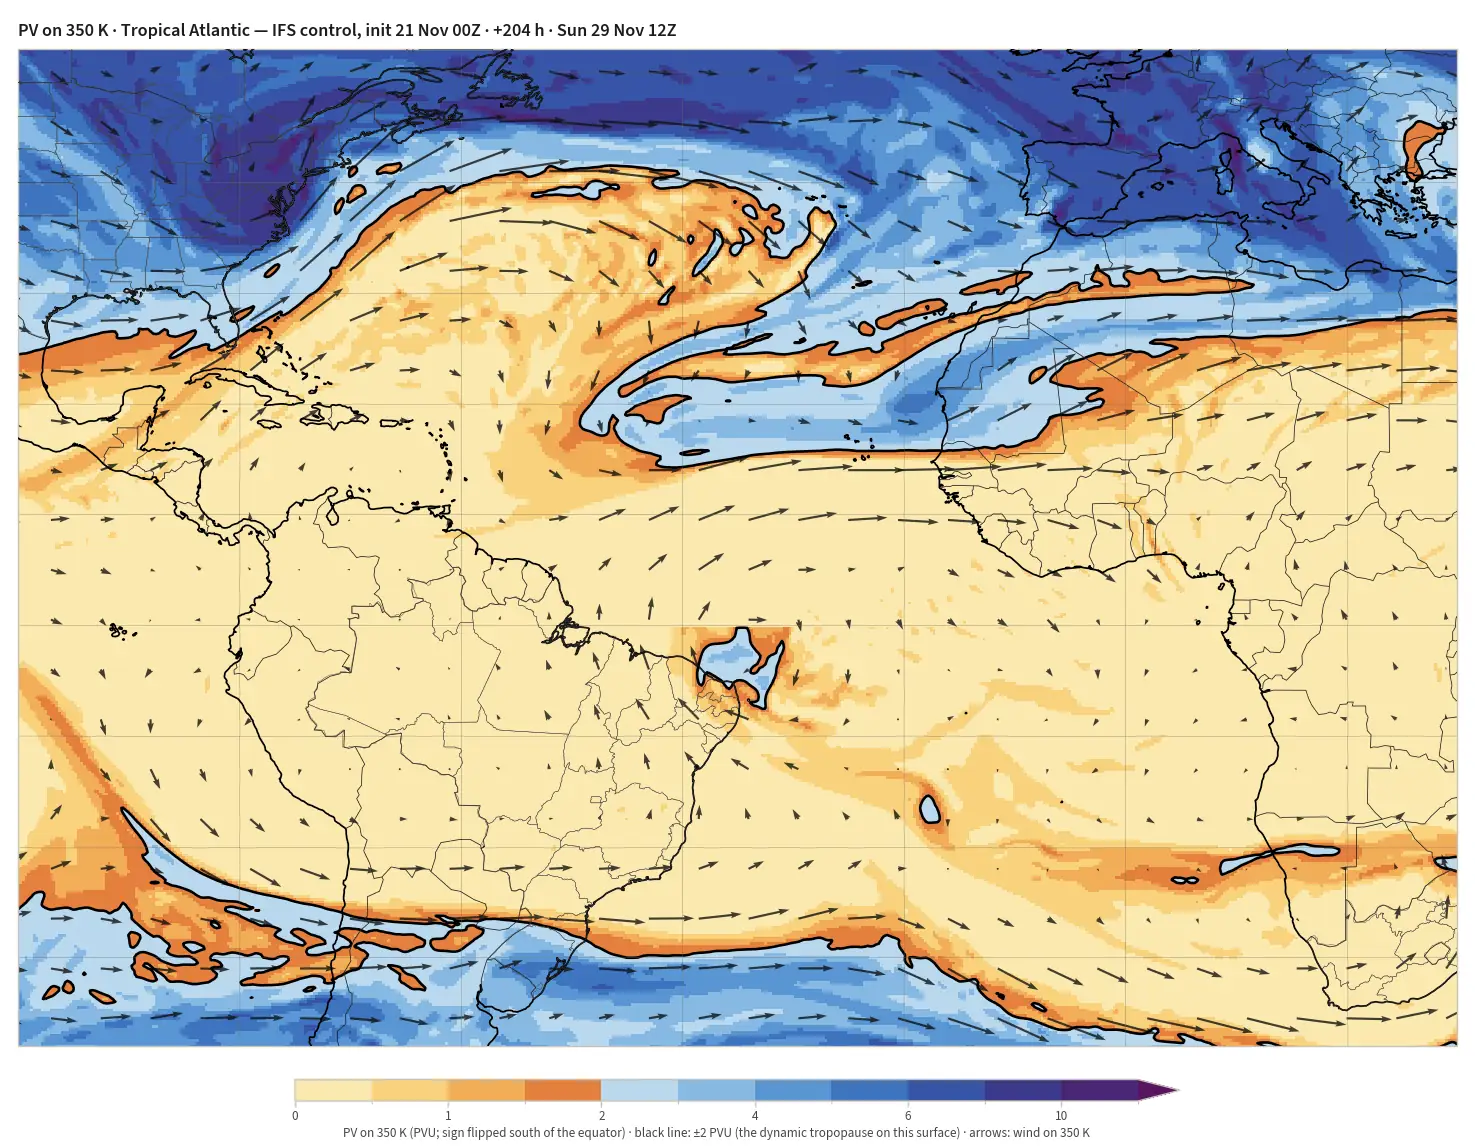 PV on 350 K · Tropical Atlantic — IFS control, init 21 Nov 00Z · +204 h · Sun 29 Nov 12Z
0 1 2 4 6 10
PV on 350 K (PVU; sign flipped south of the equator) · black line: ±2 PVU (the dynamic tropopause on this surface) · arrows: wind on 350 K